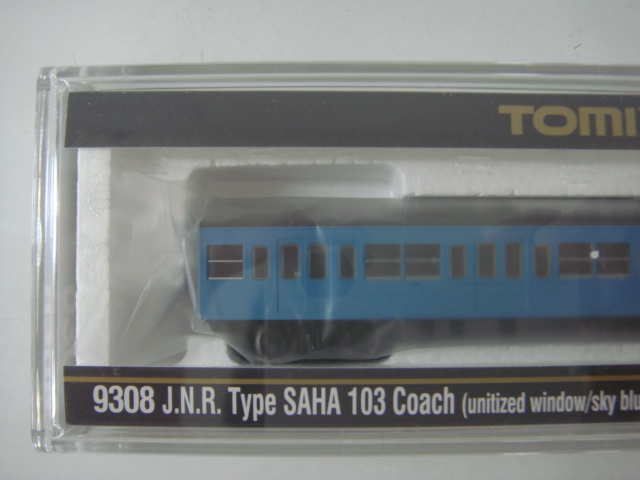 TOMI
9308 J.N.R. Type SAHA 103 Coach (unitized window/sky blu